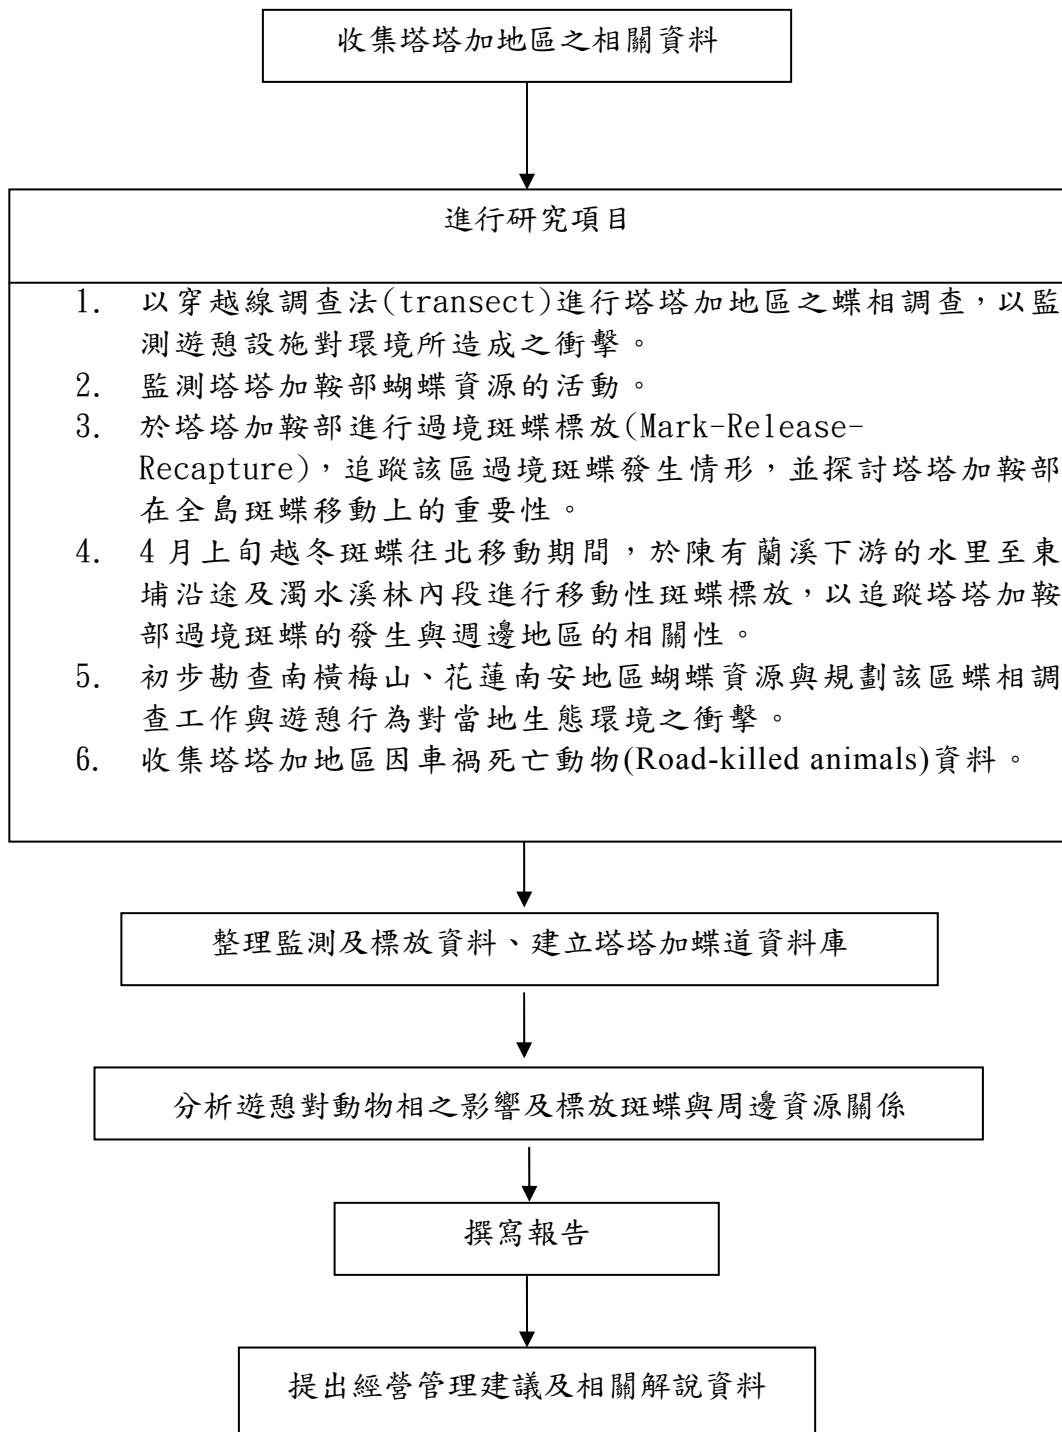 收集塔塔加地區之相關資料
進行研究項目
1. 以穿越線調查法(transect)進行塔塔加地區之蝶相調查，以監
測遊憩設施對環境所造成之衝擊。
2. 監測塔塔加鞍部蝴蝶資源的活動。
3. 於塔塔加鞍部進行過境斑蝶標放(Mark-Release-
Recapture)，追蹤該區過境斑蝶發生情形，並探討塔塔加鞍部
在全島斑蝶移動上的重要性。
4. 4 月上旬越冬斑蝶往北移動期間，於陳有蘭溪下游的水里至東
埔沿途及濁水溪林內段進行移動性斑蝶標放，以追蹤塔塔加鞍
部過境斑蝶的發生與週邊地區的相關性。
5. 初步勘查南橫梅山、花蓮南安地區蝴蝶資源與規劃該區蝶相調
查工作與遊憩行為對當地生態環境之衝擊。
6. 收集塔塔加地區因車禍死亡動物(Road-killed animals)資料。
整理監測及標放資料、建立塔塔加蝶道資料庫
分析遊憩對動物相之影響及標放斑蝶與周邊資源關係
撰寫報告
提出經營管理建議及相關解說資料